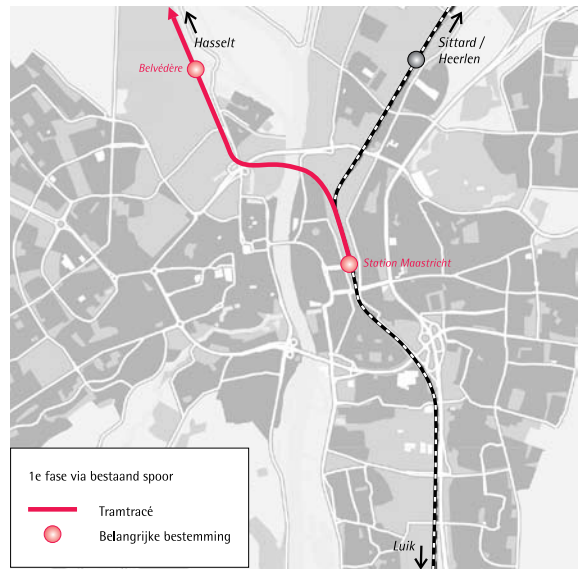 Hasselt
Sittard /
Heerlen
Belvédère
Station Maastricht
1e fase via bestaand spoor
Tramtracé
Belangrijke bestemming
Luik